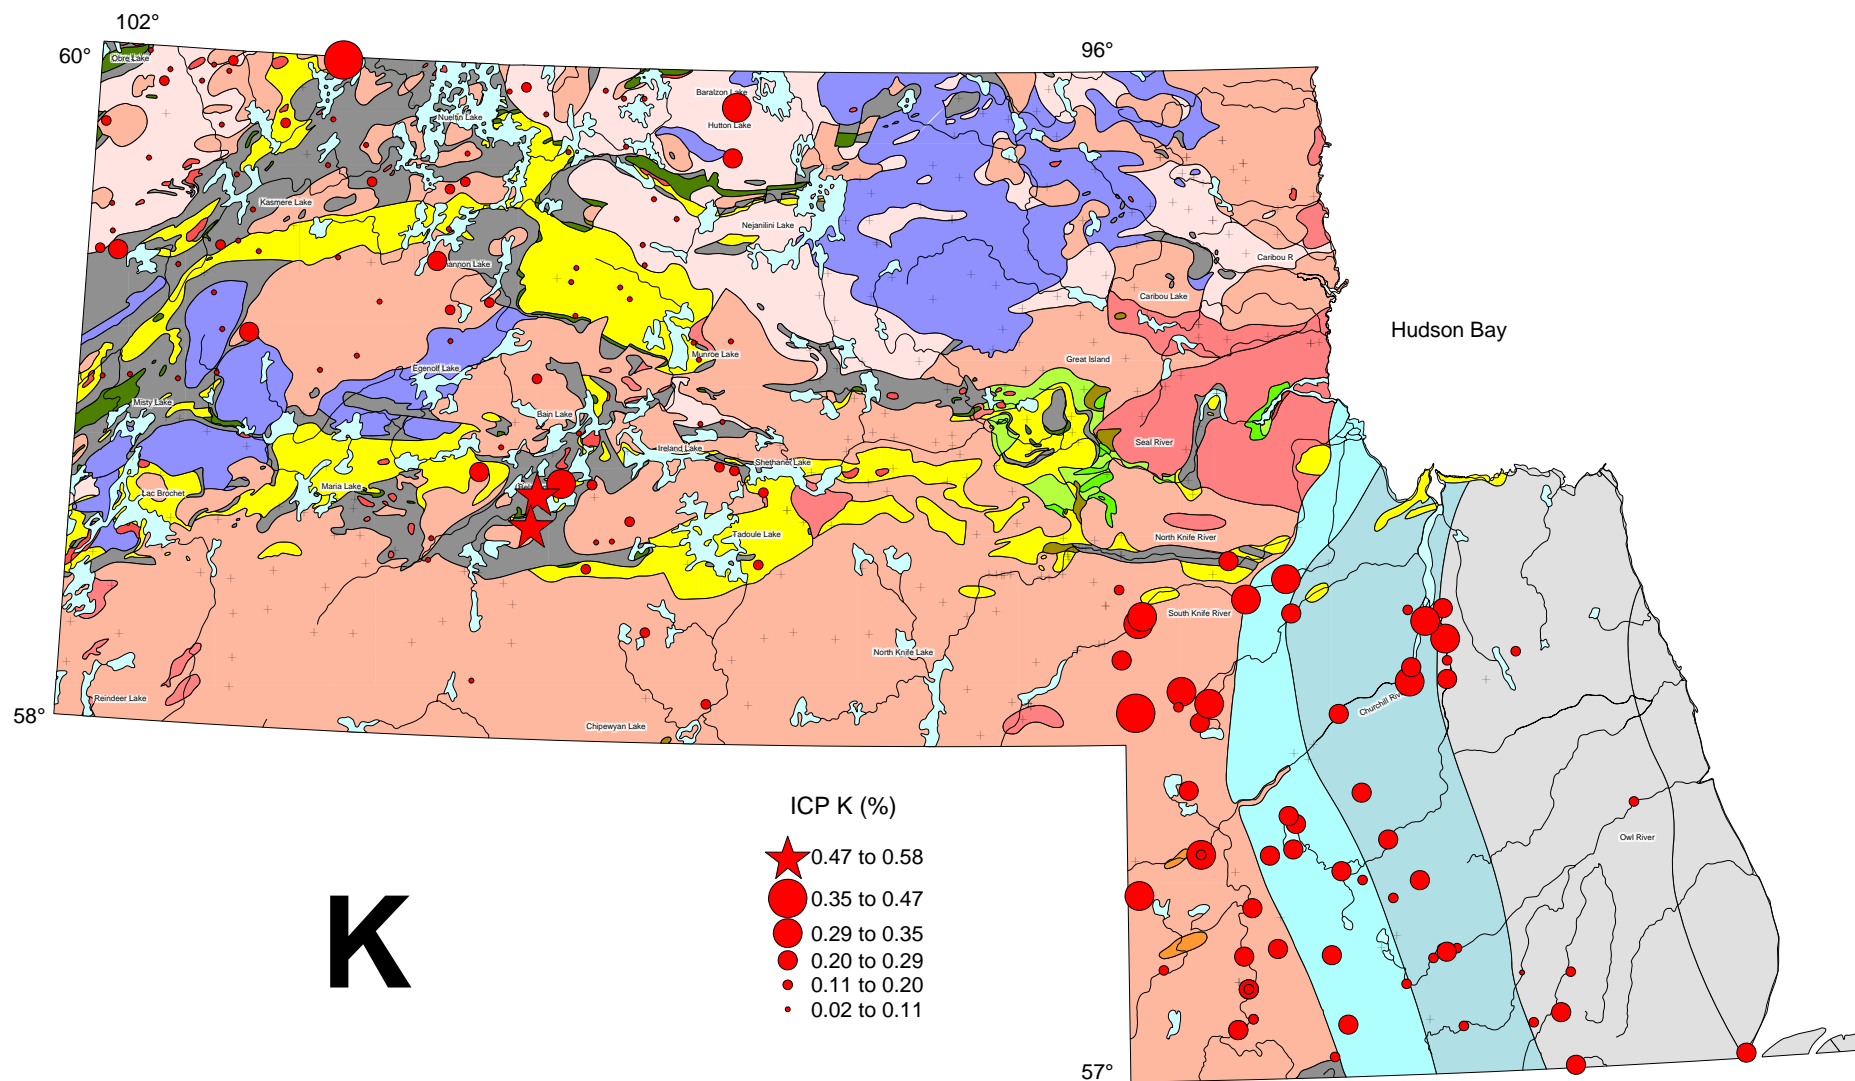 102°
60°
96°
Obre Lake
Baralzon Lake
Nueltin Lake
Hutton Lake
Kasmere Lake
Nejanilini Lake
Caribou R
Caribou Lake
Hudson Bay
Munroe Lake
Great Island
Egenolf Lake
Misty Lake
Bain Lake
Seal River
Ireland Lake
Shethanei Lake
Maria Lake
Lac Brochet
Tadoule Lake
North Knife River
South Knife River
North Knife Lake
Reindeer Lake
Churchill
58°
Chipewyan Lake
ICP K (%)
0.47 to 0.58
0.35 to 0.47
0.29 to 0.35
0.20 to 0.29
0.11 to 0.20
0.02 to 0.11
Owl River
K
57°